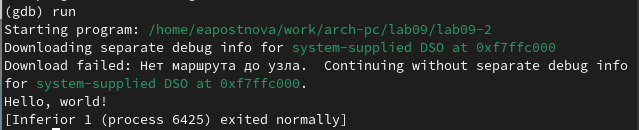 (gdb) run
Starting program: /home/eapostnova/work/arch-pc/lab09/lab09-2
Downloading separate debug info for system-supplied DSO at 0xf7ffc000
Download failed: Нет маршрута до узла.  Continuing without separate debug info
for system-supplied DSO at 0xf7ffc000.
Hello, world!
[Inferior 1 (process 6425) exited normally]